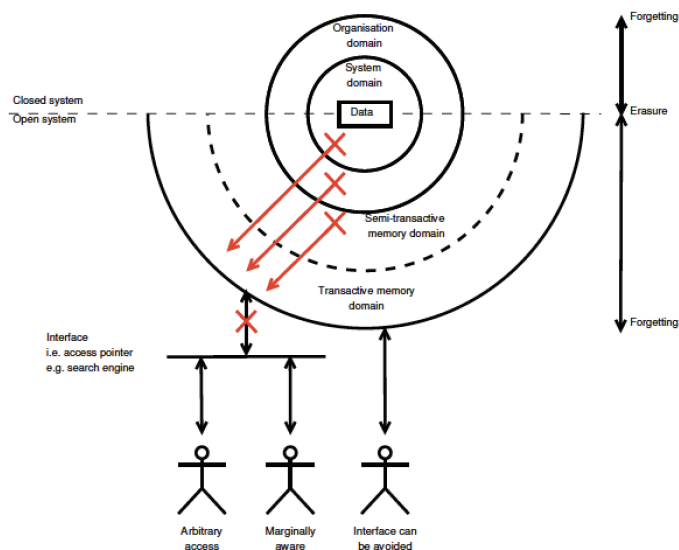 Forgetting
Organisation
domain
System
domain
Closed system
Data
Erasure
Open system
Semi-transactive
memory domain
Transactive memory
domain
Forgetting
Interface
i.e. access pointer
e.g. search engine
Arbitrary
access
Marginally
aware
Interface can
be avoided